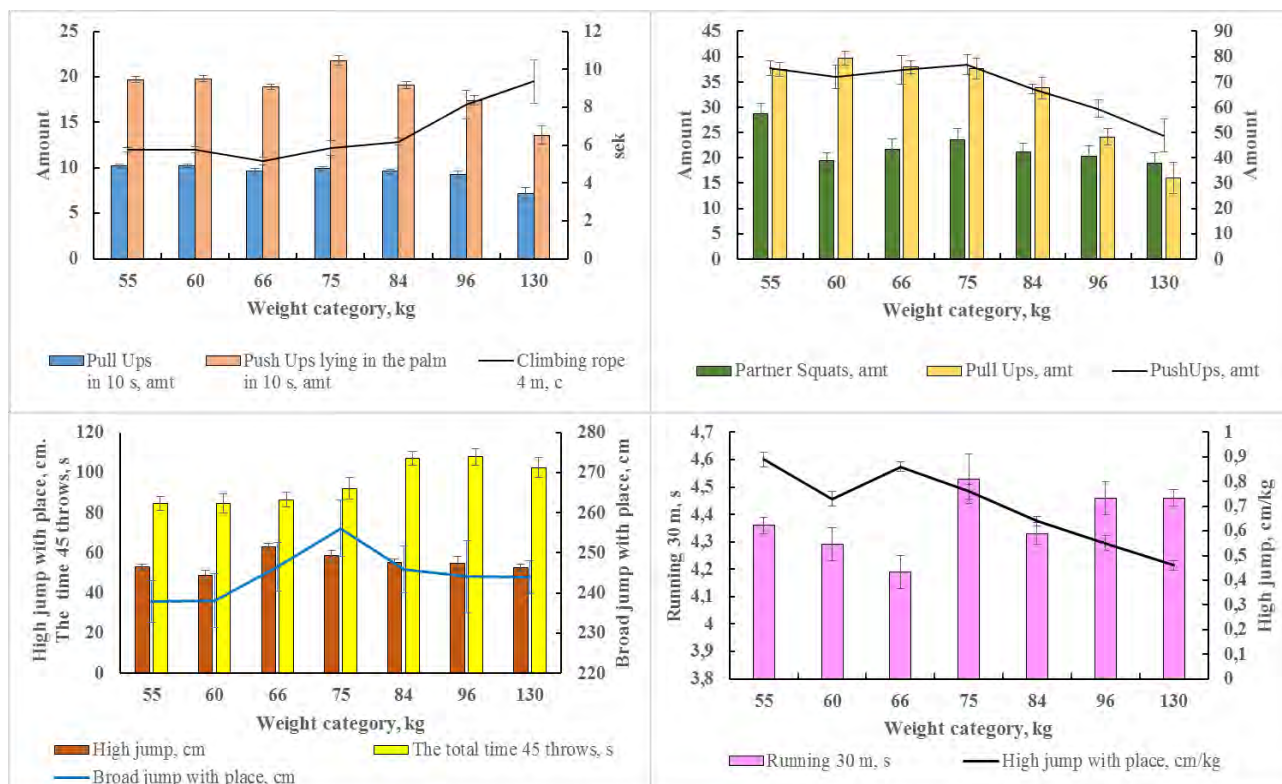 25
20
15
10
5
0
Amount
12
10
8
6
4
2
0
sek
55 60 66 75 84 96 130
Weight category, kg
Pull Ups
in 10 s, amt
Push Ups lying in the palm
in 10 s, amt
Climbing rope
4 m, c
45
40
35
30
25
20
15
10
5
0
Amount
90
80
70
60
50
40
30
20
10
0
Amount
55 60 66 75 84 96 130
Weight category, kg
Partner Squats, amt
Pull Ups, amt
PushUps, amt
120
100
80
60
40
20
0
High jump with place, cm.
The time 45 throws, s
280
270
260
250
240
230
220
Broad jump with place, cm
55 60 66 75 84 96 130
Weight category, kg
High jump, cm
The total time 45 throws, s
Broad jump with place, cm
4,7
4,6
4,5
4,4
4,3
4,2
4,1
4
3,9
3,8
Running 30 m, s
1
0,9
0,8
0,7
0,6
0,5
0,4
0,3
0,2
0,1
0
High jump, cm/kg
55 60 66 75 84 96 130
Weight category, kg
Running 30 m, s
High jump with place, cm/kg